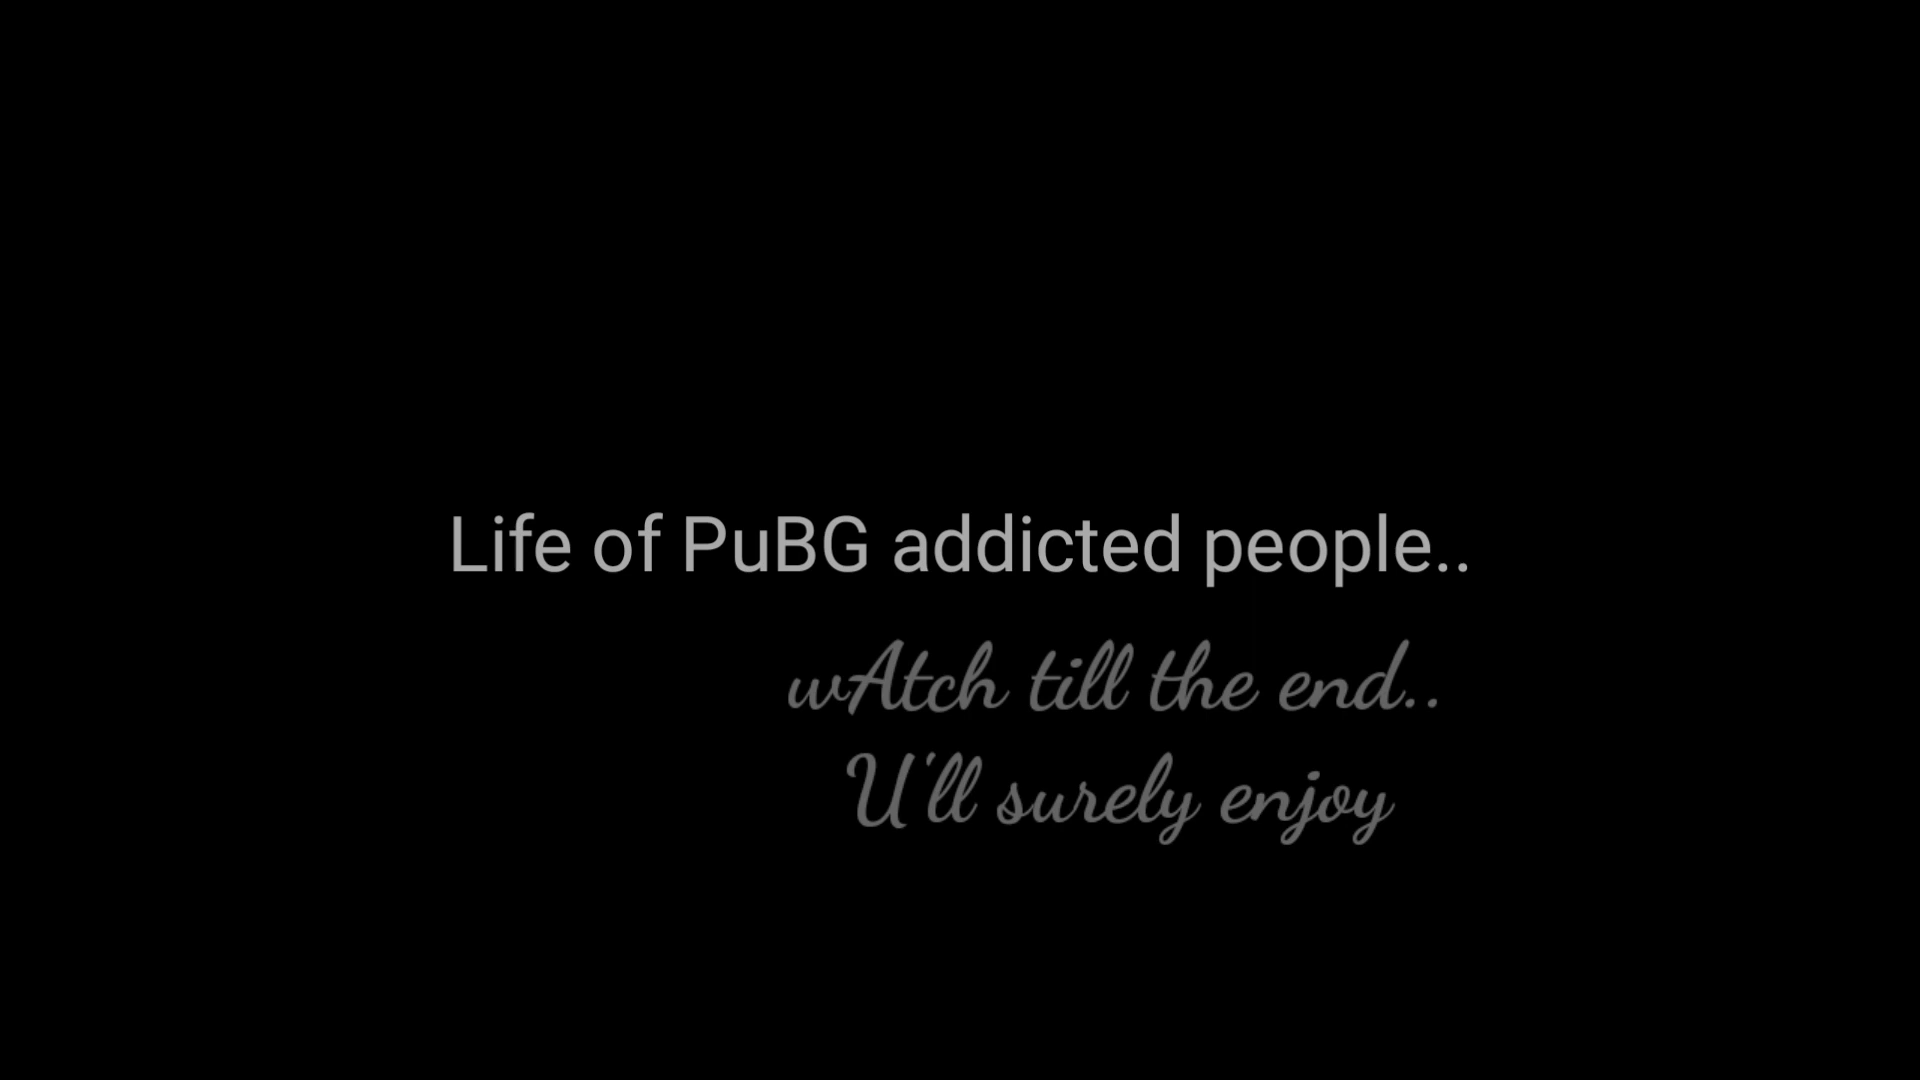 Life of PuBG addicted people..
wAtch till the end..
U'll surely enjoy